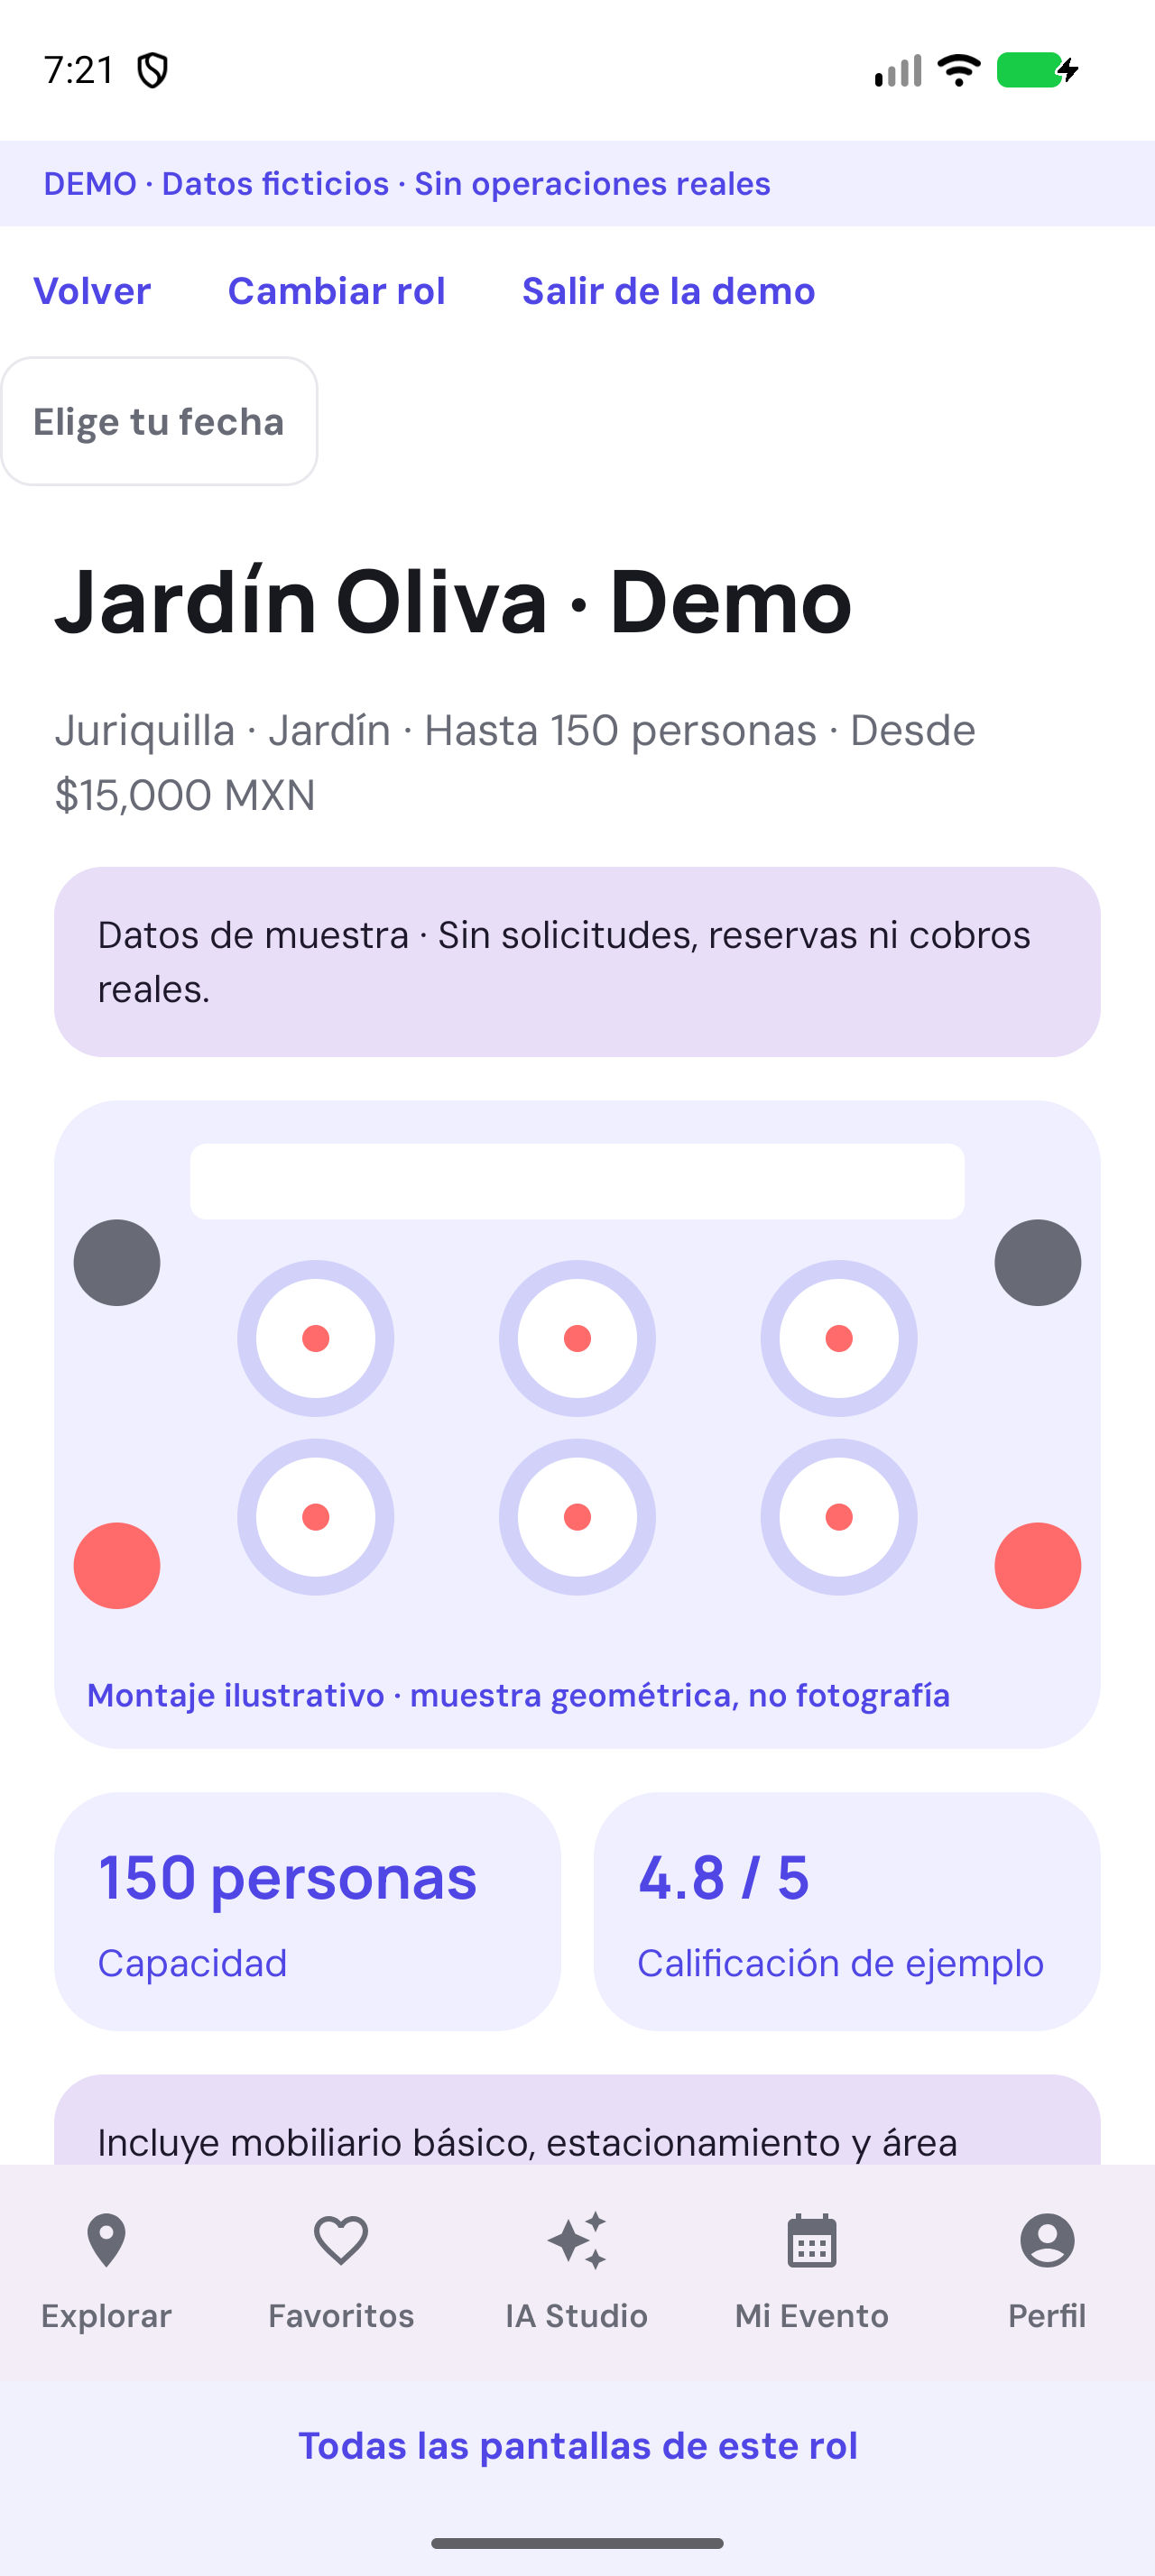 7:21
DEMO · Datos ficticios · Sin operaciones reales
Volver Cambiar rol Salir de la demo
Elige tu fecha
Jardín Oliva · Demo
Juriquilla · Jardín · Hasta 150 personas · Desde
$15,000 MXN
Datos de muestra · Sin solicitudes, reservas ni cobros
reales.
Montaje ilustrativo · muestra geométrica, no fotografía
150 personas
Capacidad
4.8 / 5
Calificación de ejemplo
Incluye mobiliario básico, estacionamiento y área
Explorar Favoritos IA Studio Mi Evento Perfil
Todas las pantallas de este rol